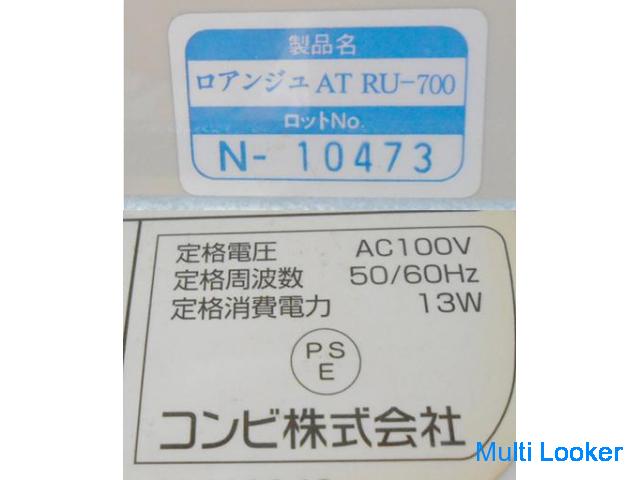 製品名
ロアンジュ AT RU-700
ロットNo.
N- 10473
定格電圧 AC100V
定格周波数 50/60Hz
定格消費電力 13W
PS
E
コンビ株式会社
Multi Looker